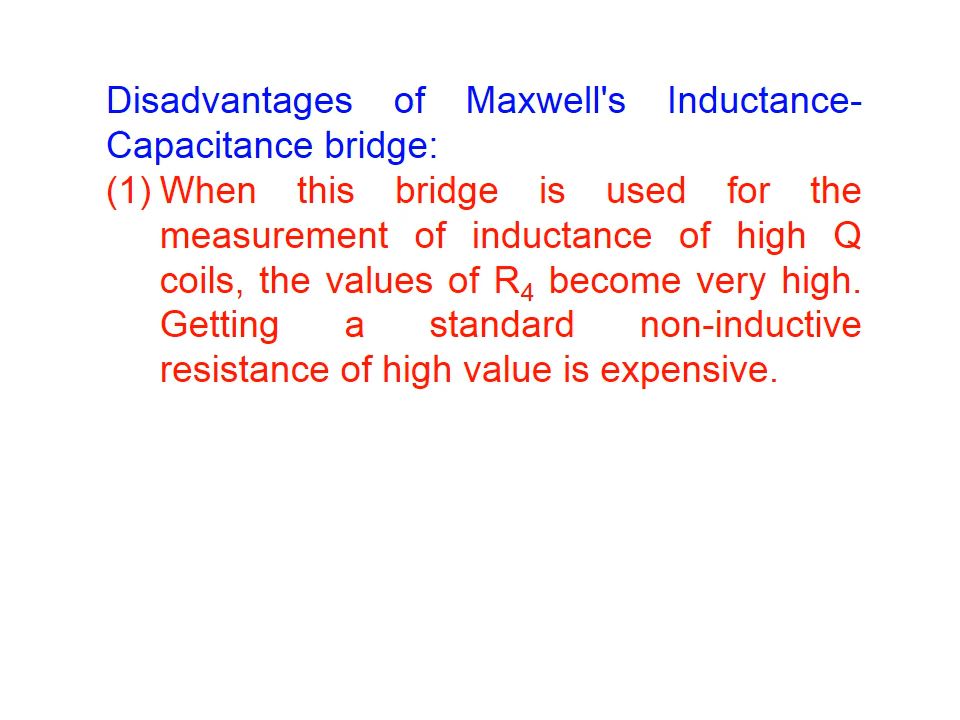 Disadvantages of Maxwell's Inductance-
Capacitance bridge:
(1) When this bridge is used for the
measurement of inductance of high Q
coils, the values of R₄ become very high.
Getting a standard non-inductive
resistance of high value is expensive.